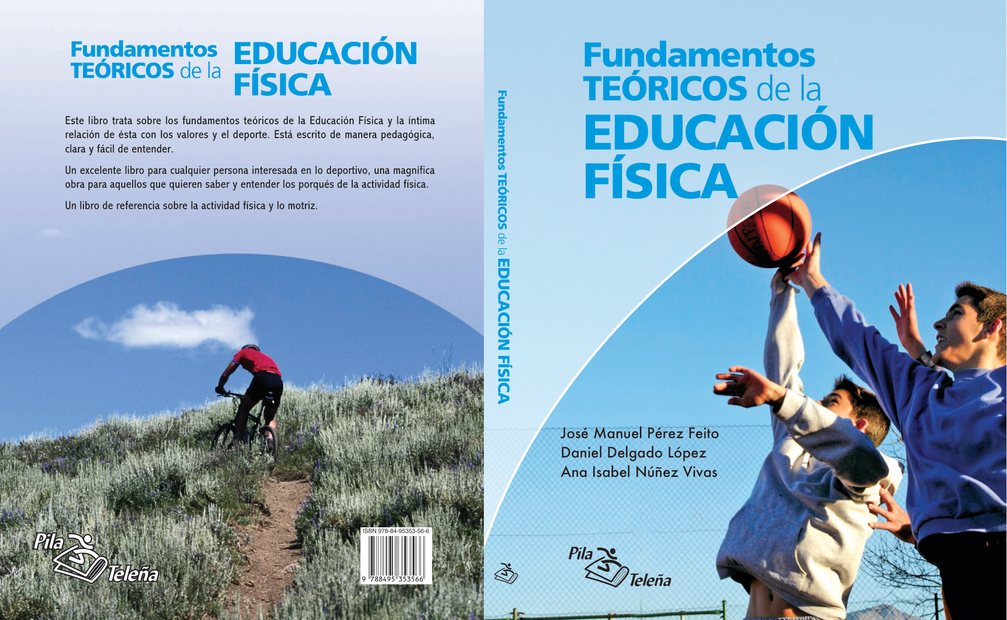 Fundamentos
TEÓRICOS de la
EDUCACIÓN
FÍSICA
Este libro trata sobre los fundamentos teóricos de la Educación Física y la íntima
relación de ésta con los valores y el deporte. Está escrito de manera pedagógica,
clara y fácil de entender.
Un excelente libro para cualquier persona interesada en lo deportivo, una magnífica
obra para aquellos que quieren saber y entender los porqués de la actividad física.
Un libro de referencia sobre la actividad física y lo motriz.
Pila
Teleña
ISBN 978-84-95353-56-6
9 788495 353566
Fundamentos TEÓRICOS de la EDUCACIÓN FÍSICA
Fundamentos
TEÓRICOS de la
EDUCACIÓN
FÍSICA
José Manuel Pérez Feito
Daniel Delgado López
Ana Isabel Núñez Vivas
Pila
Teleña